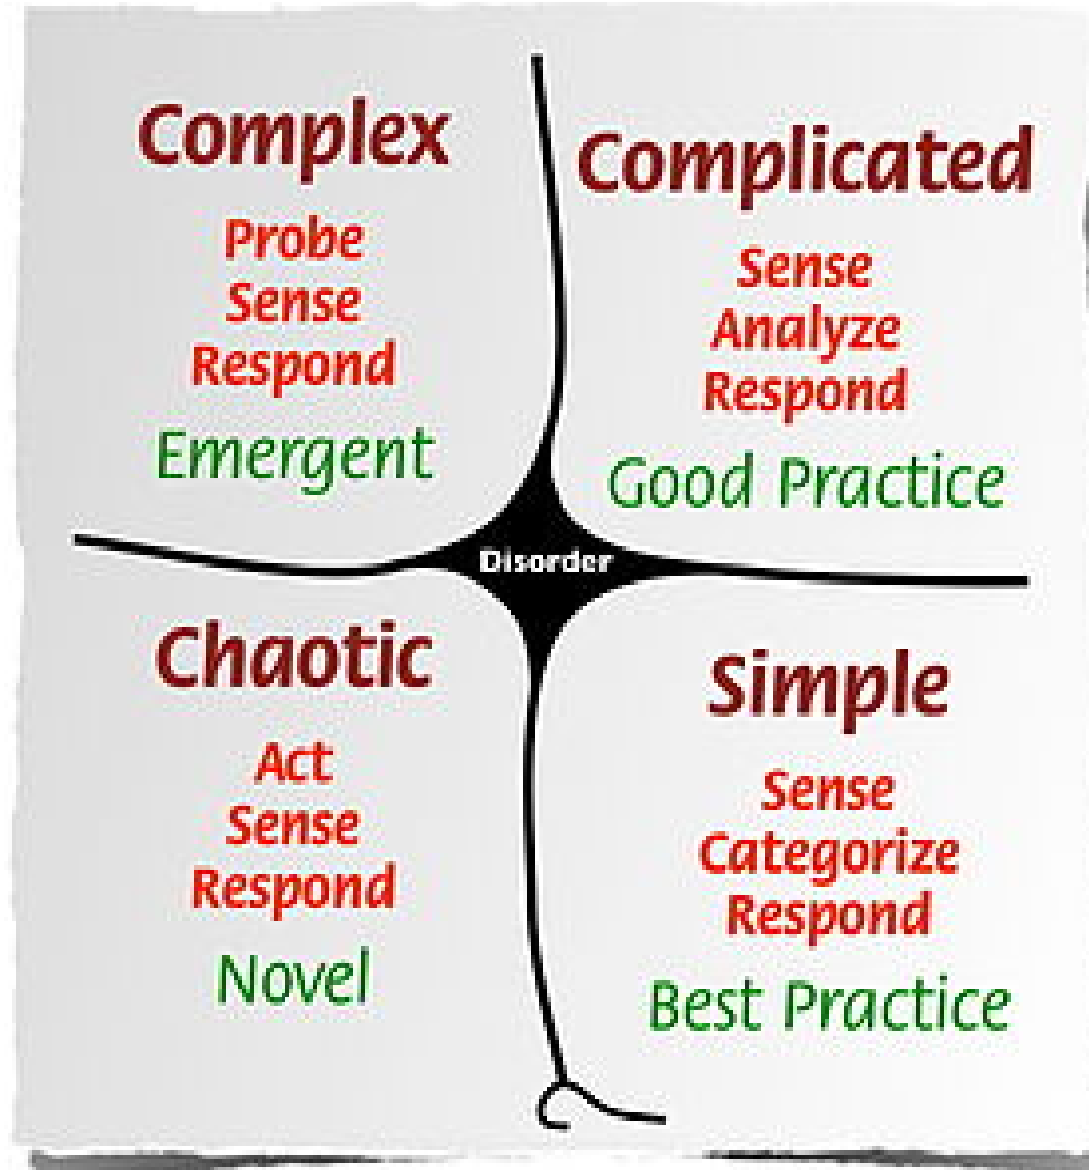 Complex
Probe
Sense
Respond
Emergent
Complicated
Sense
Analyze
Respond
Good Practice
Disorder
Chaotic
Act
Sense
Respond
Novel
Simple
Sense
Categorize
Respond
Best Practice